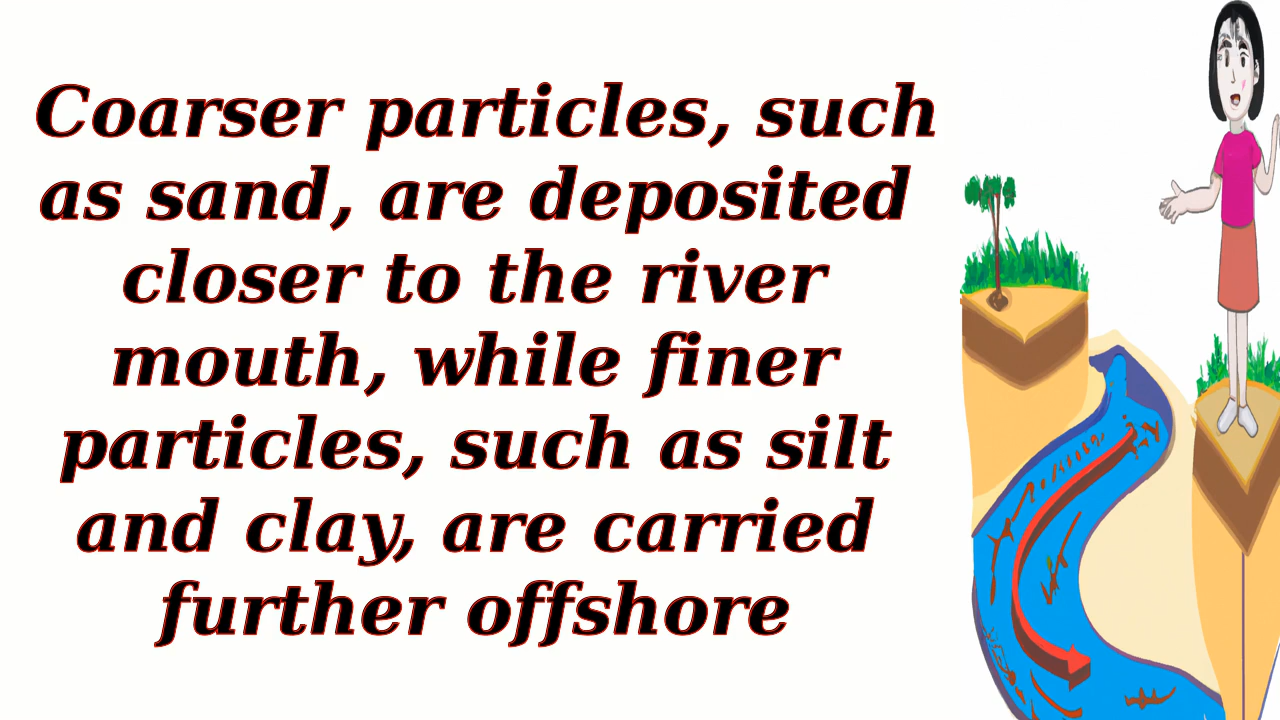 Coarser particles, such
as sand, are deposited
closer to the river
mouth, while finer
particles, such as silt
and clay, are carried
further offshore